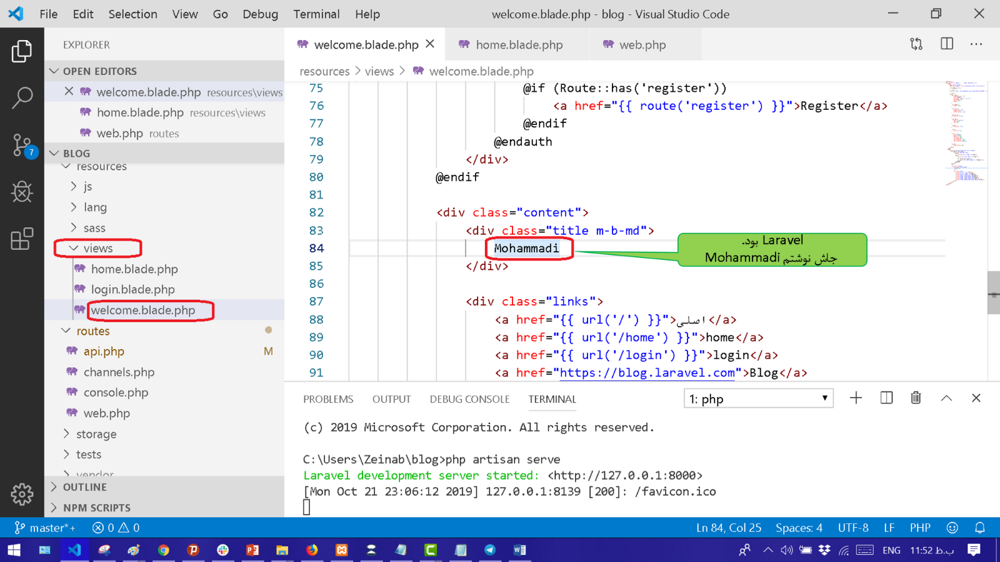 File Edit Selection View Go Debug Terminal Help
welcome.blade.php - blog - Visual Studio Code
EXPLORER
OPEN EDITORS
welcome.blade.php resources\views
home.blade.php resources\views
web.php routes
BLOG
resources
js
lang
sass
views
home.blade.php
login.blade.php
welcome.blade.php
routes
api.php M
channels.php
console.php
web.php
storage
tests
vendor
OUTLINE
NPM SCRIPTS
welcome.blade.php home.blade.php web.php
resources > views > welcome.blade.php
75 @if (Route::has('register'))
76 <a href="{{ route('register') }}">Register</a>
77 @endif
78 @endauth
79 </div>
80 @endif
81
82 <div class="content">
83 <div class="title m-b-md">
84 Mohammadi
85 </div>
86
87 <div class="links">
88 <a href="{{ url('/') }}">اصلی</a>
89 <a href="{{ url('/home') }}">home</a>
90 <a href="{{ url('/login') }}">login</a>
91 <a href="https://blog.laravel.com">Blog</a>
Laravel بود.
جاش نوشتم Mohammadi
PROBLEMS OUTPUT DEBUG CONSOLE TERMINAL 1: php
(c) 2019 Microsoft Corporation. All rights reserved.
C:\Users\Zeinab\blog>php artisan serve
Laravel development server started: <http://127.0.0.1:8000>
[Mon Oct 21 23:06:12 2019] 127.0.0.1:8139 [200]: /favicon.ico
7
master*+ 0 0 Ln 84, Col 25 Spaces: 4 UTF-8 LF PHP
ENG 11:52 ب.ظ